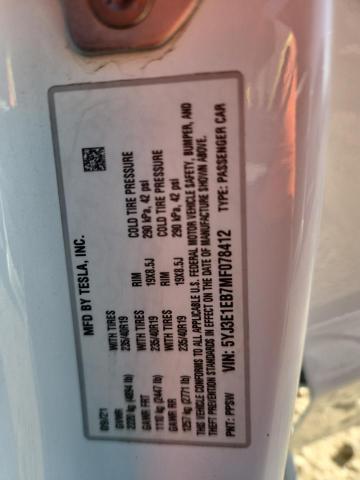 MFD BY TESLA, INC.
09/21
GVWR WITH TIRES RIM COLD TIRE PRESSURE
2220 kg (4894 lb) 235/40R19 19X8.5J 290 kPa, 42 psi
GAWR FRT WITH TIRES RIM COLD TIRE PRESSURE
1110 kg (2447 lb) 235/40R19 19X8.5J 290 kPa, 42 psi
GAWR RR
1257 kg (2771 lb)
THIS VEHICLE CONFORMS TO ALL APPLICABLE U.S. FEDERAL MOTOR VEHICLE SAFETY, BUMPER, AND
THEFT PREVENTION STANDARDS IN EFFECT ON THE DATE OF MANUFACTURE SHOWN ABOVE.
VIN: 5YJ3E1EB7MF078412
PNT: PPSW TYPE: PASSENGER CAR